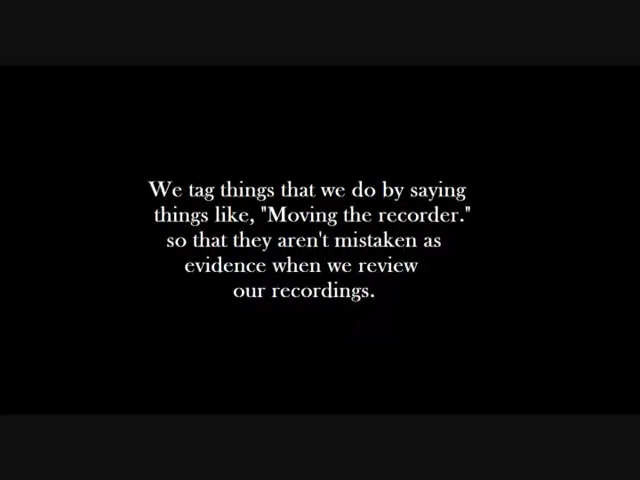 We tag things that we do by saying
things like, "Moving the recorder."
so that they aren't mistaken as
evidence when we review
our recordings.